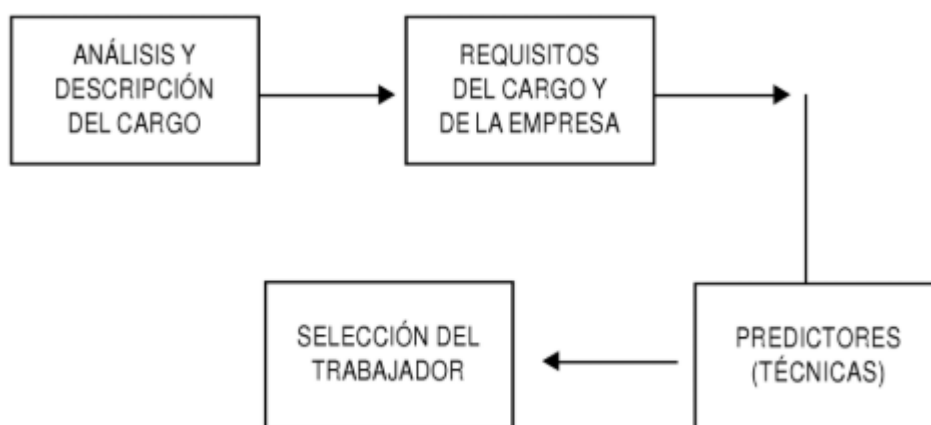 ANÁLISIS Y
DESCRIPCIÓN
DEL CARGO
REQUISITOS
DEL CARGO Y
DE LA EMPRESA
SELECCIÓN DEL
TRABAJADOR
PREDICTORES
(TÉCNICAS)